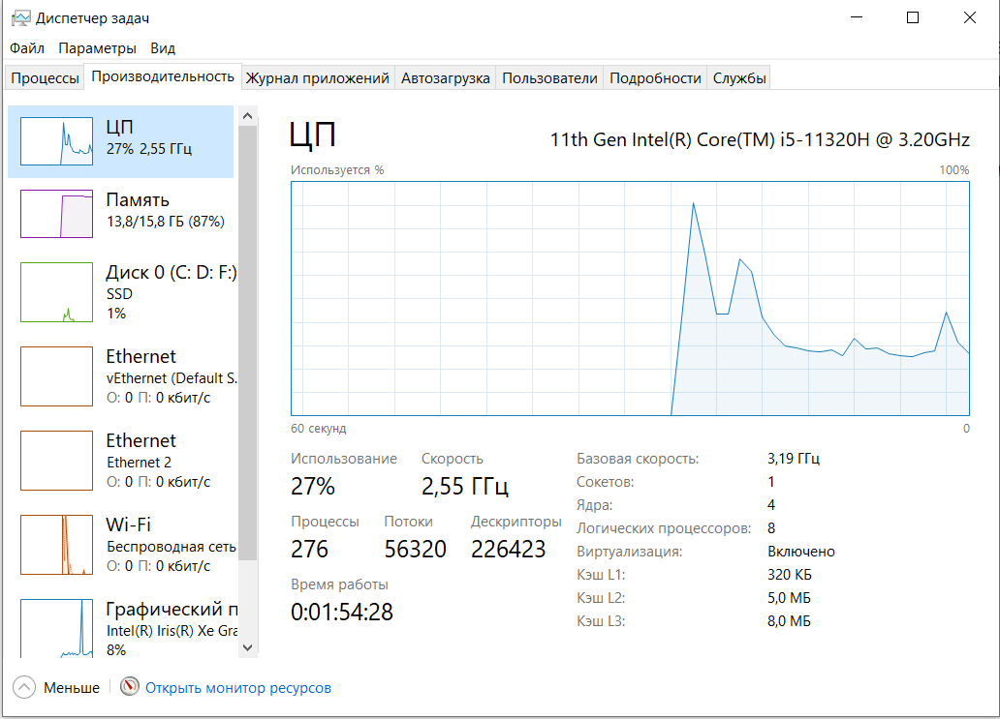 Диспетчер задач
Файл Параметры Вид
Процессы Производительность Журнал приложений Автозагрузка Пользователи Подробности Службы
ЦП
27% 2,55 ГГц
Память
13,8/15,8 ГБ (87%)
Диск 0 (C: D: F:)
SSD
1%
Ethernet
vEthernet (Default S.
О: 0 П: 0 кбит/с
Ethernet
Ethernet 2
О: 0 П: 0 кбит/с
Wi-Fi
Беспроводная сеть
О: 0 П: 0 кбит/с
Графический п
Intel(R) Iris(R) Xe Gra
8%
ЦП
11th Gen Intel(R) Core(TM) i5-11320H @ 3.20GHz
Используется % 100%
60 секунд 0
Использование Скорость
27% 2,55 ГГц
Процессы Потоки Дескрипторы
276 56320 226423
Время работы
0:01:54:28
Базовая скорость: 3,19 ГГц
Сокетов: 1
Ядра: 4
Логических процессоров: 8
Виртуализация: Включено
Кэш L1: 320 КБ
Кэш L2: 5,0 МБ
Кэш L3: 8,0 МБ
Меньше
Открыть монитор ресурсов